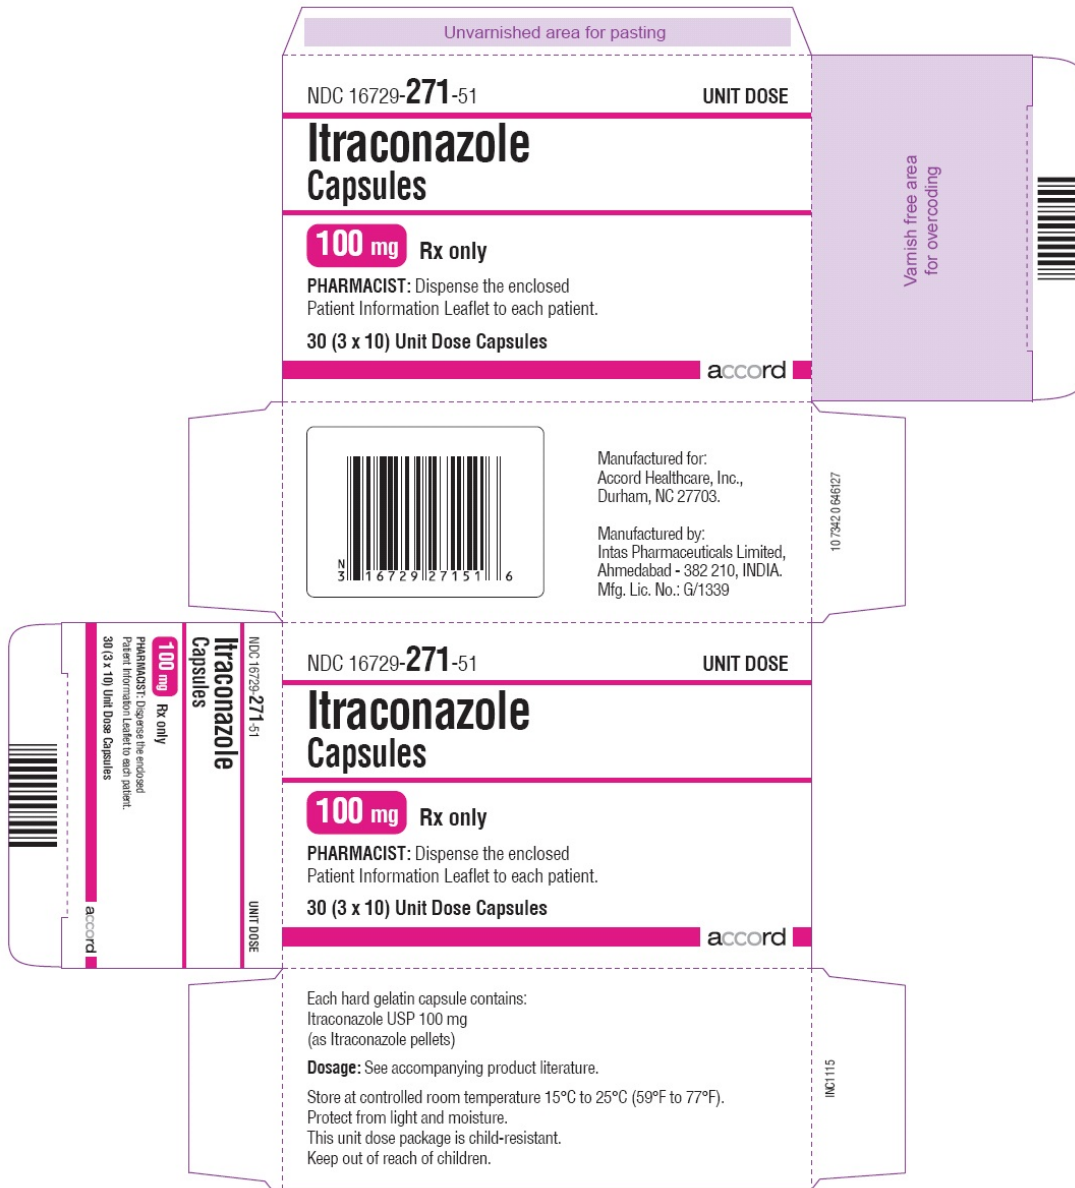 Unvarnished area for pasting
NDC 16729-271-51 UNIT DOSE
Itraconazole
Capsules
100 mg Rx only
PHARMACIST: Dispense the enclosed
Patient Information Leaflet to each patient.
30 (3 x 10) Unit Dose Capsules
accord
Varnish free area
for overcoding
N
3 16729 27151 6
Manufactured for:
Accord Healthcare, Inc.,
Durham, NC 27703.
Manufactured by:
Intas Pharmaceuticals Limited,
Ahmedabad - 382 210, INDIA.
Mfg. Lic. No.: G/1339
10 7342 0 646127
NDC 16729-271-51 UNIT DOSE
Itraconazole
Capsules
100 mg Rx only
PHARMACIST: Dispense the enclosed
Patient Information Leaflet to each patient.
30 (3 x 10) Unit Dose Capsules
accord
NDC 16729-271-51 UNIT DOSE
Itraconazole
Capsules
100 mg Rx only
PHARMACIST: Dispense the enclosed
Patient Information Leaflet to each patient.
30 (3 x 10) Unit Dose Capsules
accord
Each hard gelatin capsule contains:
Itraconazole USP 100 mg
(as Itraconazole pellets)
Dosage: See accompanying product literature.
Store at controlled room temperature 15°C to 25°C (59°F to 77°F).
Protect from light and moisture.
This unit dose package is child-resistant.
Keep out of reach of children.
INC1115